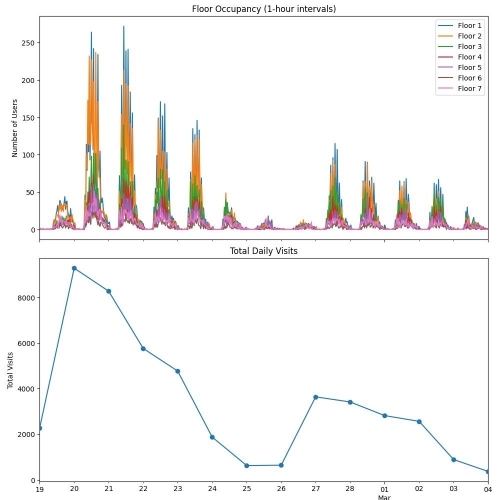 Floor Occupancy (1-hour intervals)
Number of Users
250
200
150
100
50
0
Floor 1
Floor 2
Floor 3
Floor 4
Floor 5
Floor 6
Floor 7
Total Daily Visits
Total Visits
8000
6000
4000
2000
0
19 20 21 22 23 24 25 26 27 28 01 02 03 04
Mar